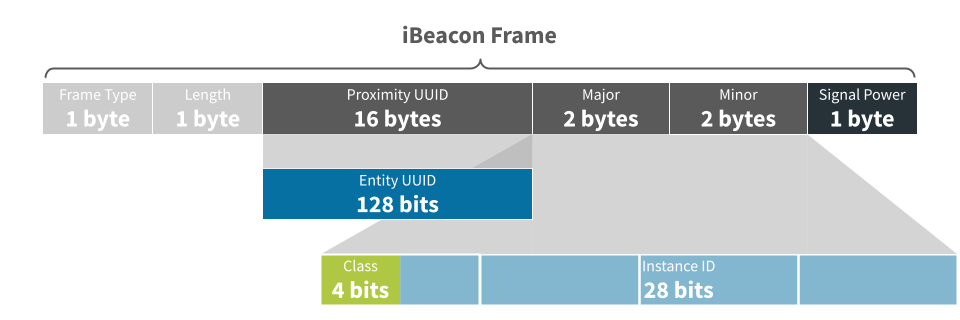 iBeacon Frame
Frame Type
1 byte
Length
1 byte
Proximity UUID
16 bytes
Major
2 bytes
Minor
2 bytes
Signal Power
1 byte
Entity UUID
128 bits
Class
4 bits
Instance ID
28 bits